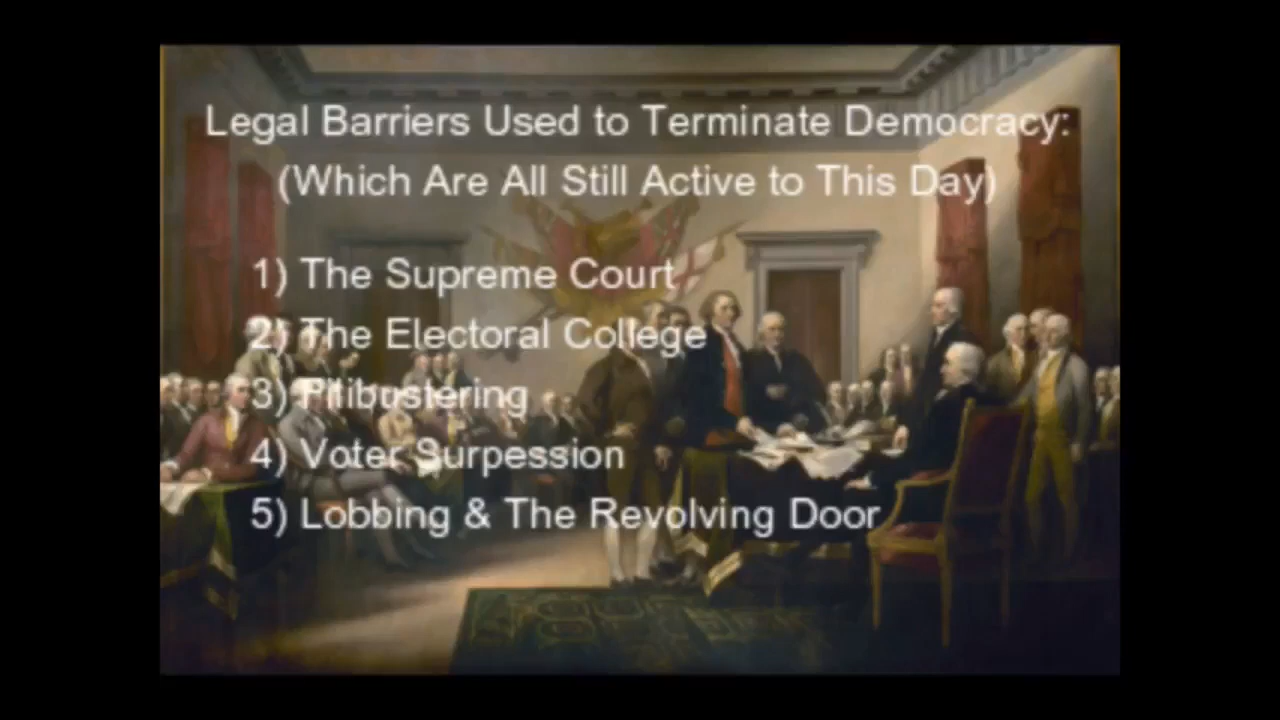 Legal Barriers Used to Terminate Democracy:
(Which Are All Still Active to This Day)
1) The Supreme Court
2) The Electoral College
3) Filibustering
4) Voter Surpession
5) Lobbing & The Revolving Door